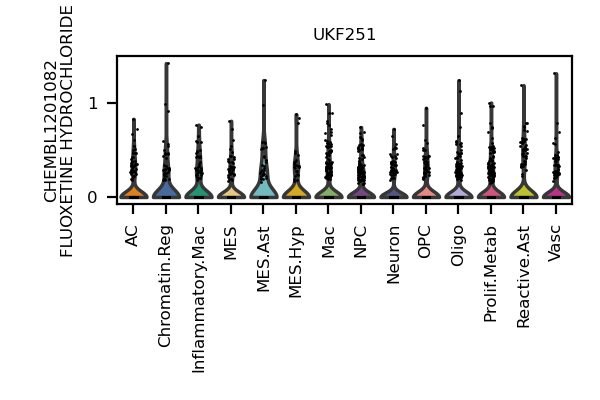 UKF251
CHEMBL1201082
FLUOXETINE HYDROCHLORIDE
1
0
AC
Chromatin.Reg
Inflammatory.Mac
MES
MES.Ast
MES.Hyp
Mac
NPC
Neuron
OPC
Oligo
Prolif.Metab
Reactive.Ast
Vasc